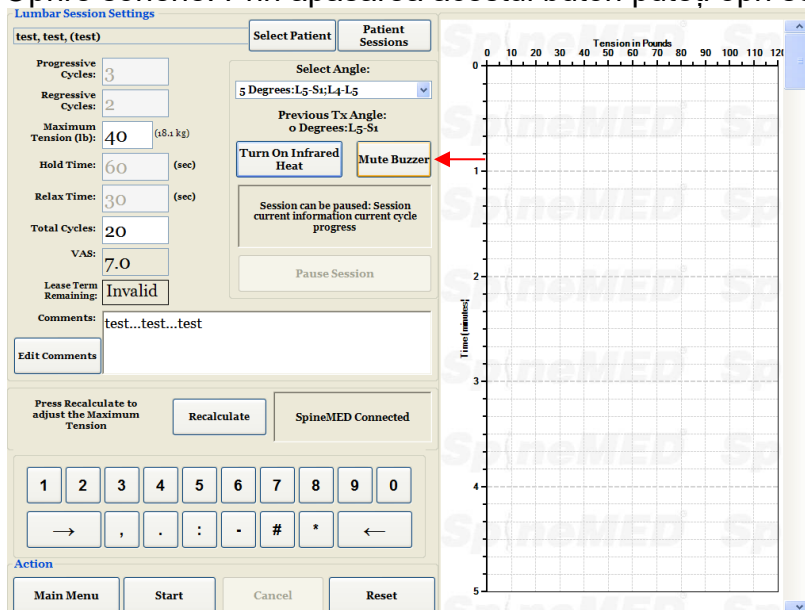 Lumbar Session Settings
test, test, (test)
Select Patient
Patient
Sessions
Progressive
Cycles:
3
Regressive
Cycles:
2
Maximum
Tension (lb):
40
(18.1 kg)
Hold Time:
60
(sec)
Relax Time:
30
(sec)
Total Cycles:
20
VAS:
7.0
Lease Term
Remaining:
Invalid
Select Angle:
5 Degrees:L5-S1;L4-L5
Previous Tx Angle:
0 Degrees:L5-S1
Turn On Infrared
Heat
Mute Buzzer
Session can be paused: Session
current information current cycle
progress
Pause Session
Comments:
test...test...test
Edit Comments
Press Recalculate to
adjust the Maximum
Tension
Recalculate
SpineMED Connected
1 2 3 4 5 6 7 8 9 0
→ , . : - # * ←
Action
Main Menu
Start
Cancel
Reset
Tension in Pounds
0 10 20 30 40 50 60 70 80 90 100 110 120
Time (minutes)
0
1
2
3
4
5
SpineMED